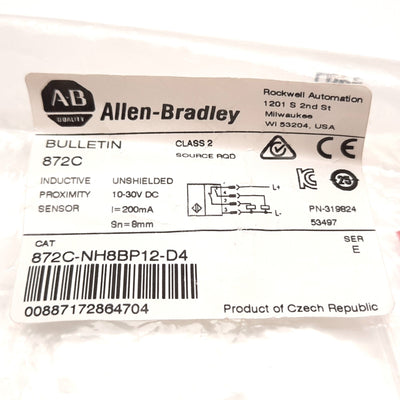 AB
QUALITY
Allen-Bradley
Rockwell Automation
1201 S 2nd St
Milwaukee
WI 53204, USA
BULLETIN
872C
CLASS 2
SOURCE RQD
INDUCTIVE UNSHIELDED
PROXIMITY 10-30V DC
SENSOR I=200mA
Sn=8mm
L+
L-
25
PN-319824
53497
CAT
872C-NH8BP12-D4
SER
E
00887172864704
Product of Czech Republic